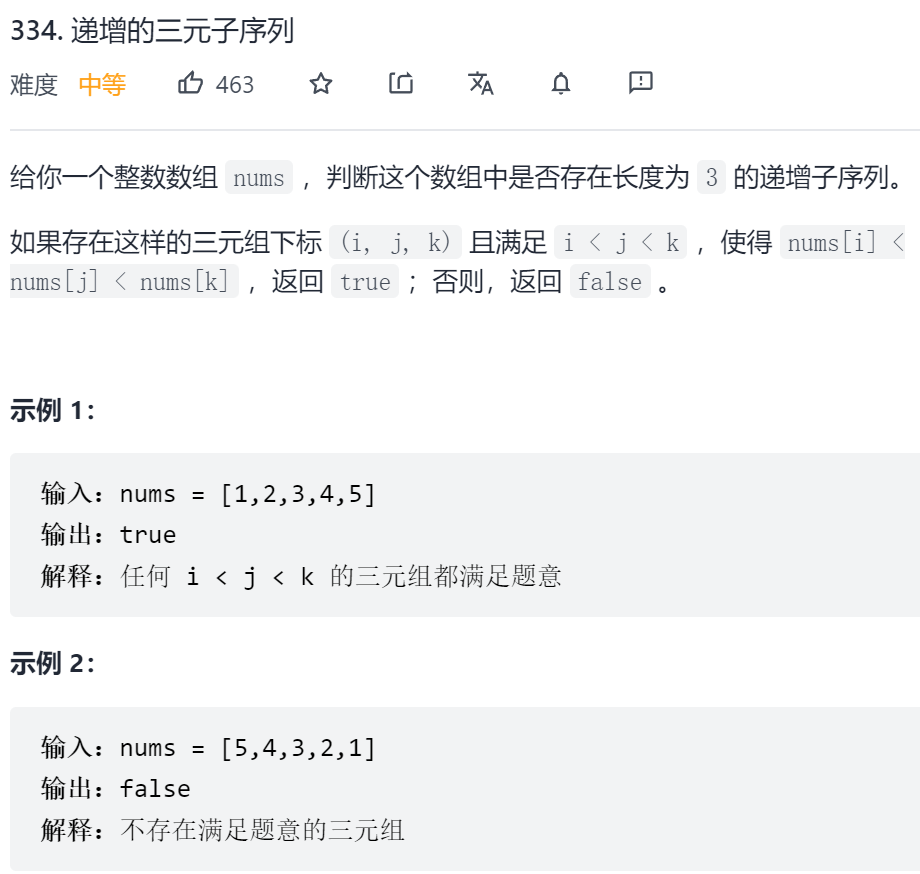 334. 递增的三元子序列
难度 中等 463
给你一个整数数组 nums ，判断这个数组中是否存在长度为 3 的递增子序列。
如果存在这样的三元组下标 (i, j, k) 且满足 i < j < k ，使得 nums[i] <
nums[j] < nums[k] ，返回 true ；否则，返回 false 。
示例 1：
输入：nums = [1,2,3,4,5]
输出：true
解释：任何 i < j < k 的三元组都满足题意
示例 2：
输入：nums = [5,4,3,2,1]
输出：false
解释：不存在满足题意的三元组